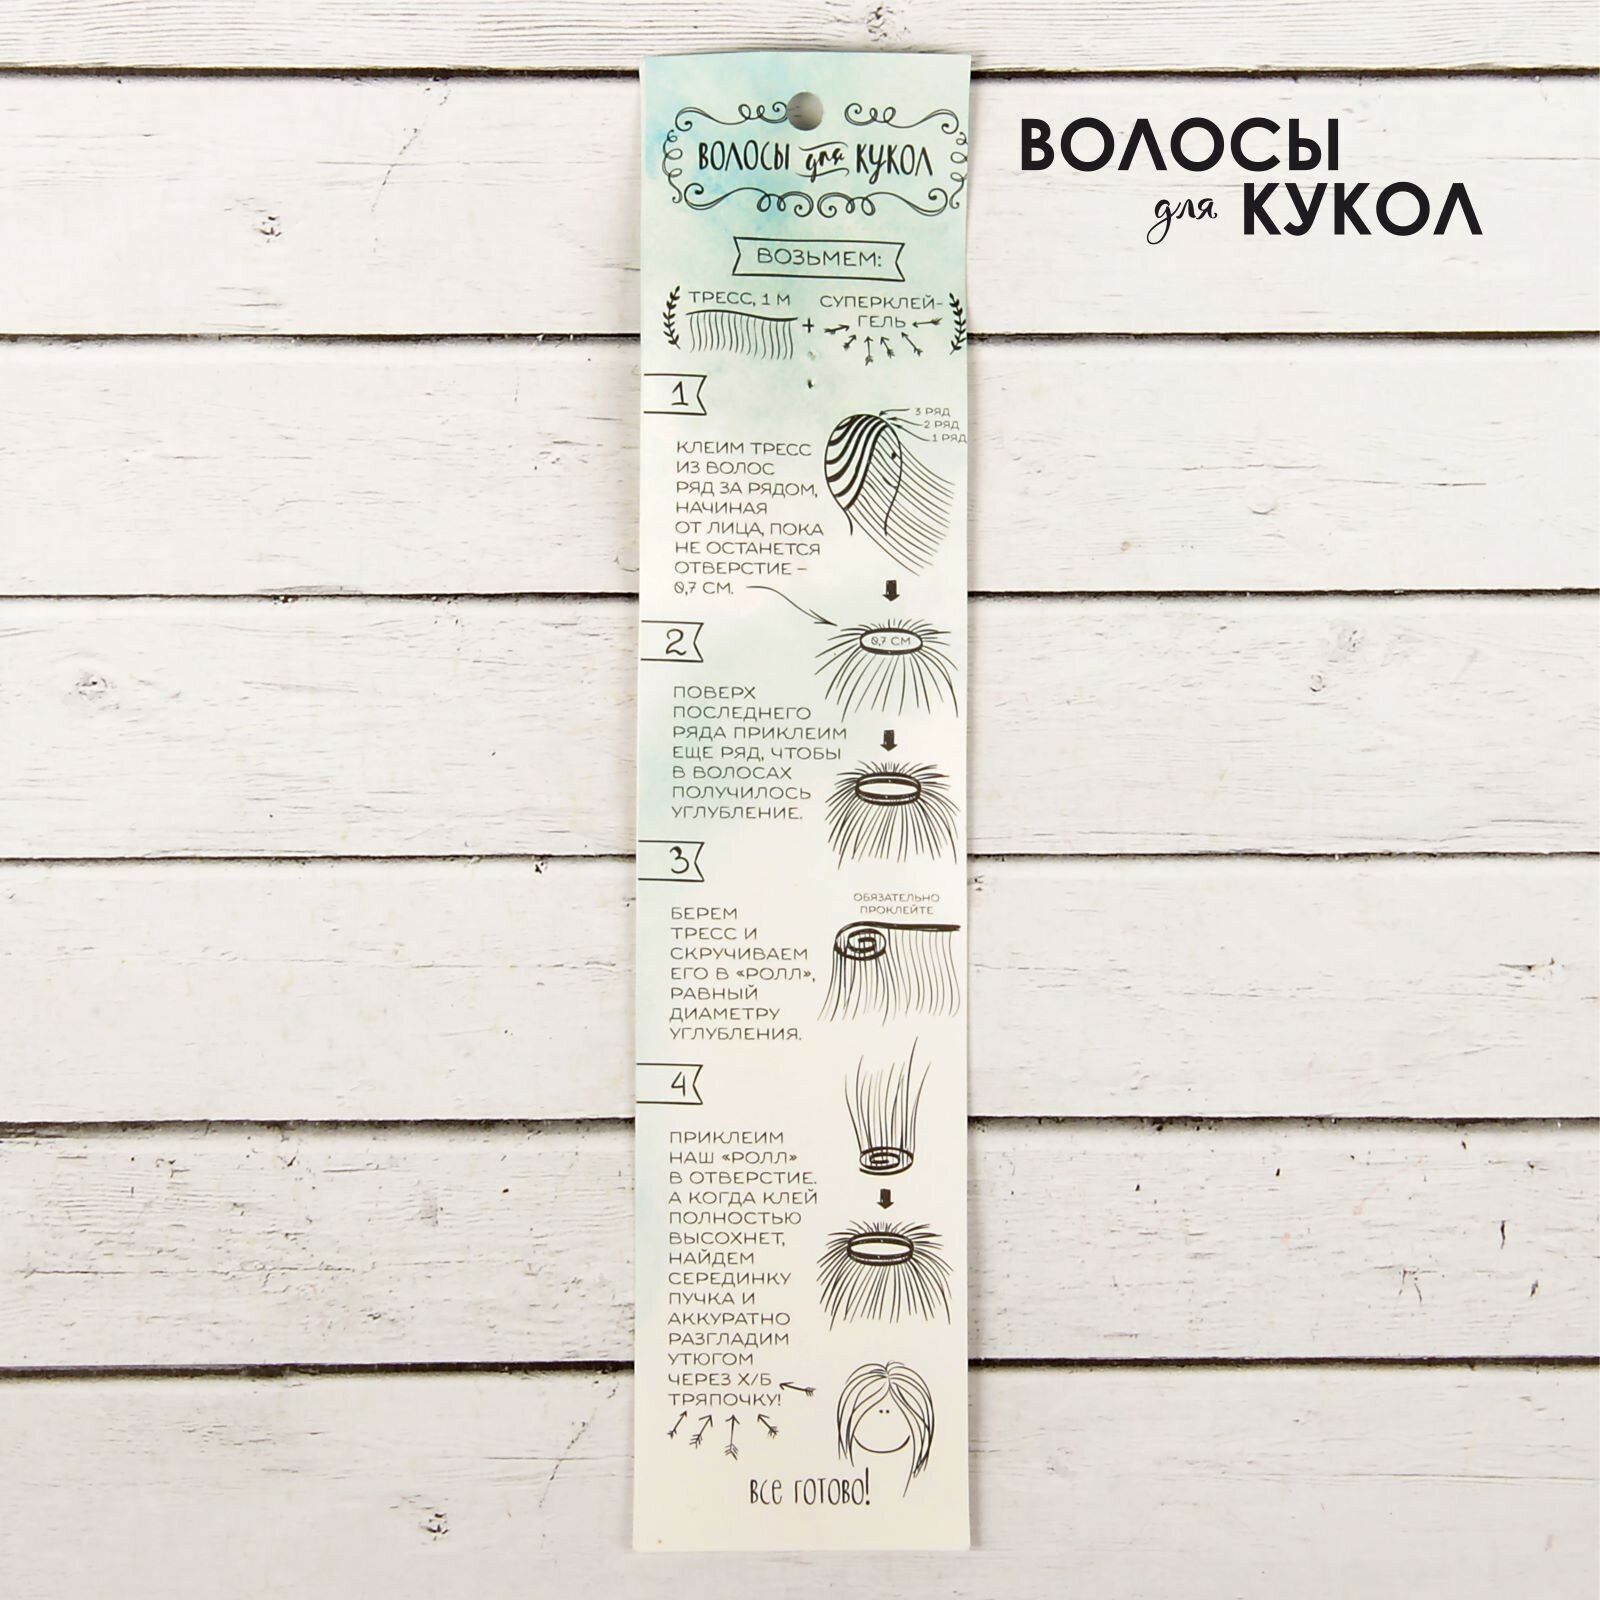 ВОЛОСЫ
для КУКОЛ
ВОЛОСЫ для КУКОЛ
ВОЗЬМЕМ:
ТРЕСС, 1 М
+
СУПЕРКЛЕЙ-
ГЕЛЬ
1
КЛЕИМ ТРЕСС
ИЗ ВОЛОС
РЯД ЗА РЯДОМ,
НАЧИНАЯ
ОТ ЛИЦА, ПОКА
НЕ ОСТАНЕТСЯ
ОТВЕРСТИЕ –
0,7 СМ.
3 РЯД
2 РЯД
1 РЯД
0,7 СМ
2
ПОВЕРХ
ПОСЛЕДНЕГО
РЯДА ПРИКЛЕИМ
ЕЩЕ РЯД, ЧТОБЫ
В ВОЛОСАХ
ПОЛУЧИЛОСЬ
УГЛУБЛЕНИЕ.
3
БЕРЕМ
ТРЕСС И
СКРУЧИВАЕМ
ЕГО В «РОЛЛ»,
РАВНЫЙ
ДИАМЕТРУ
УГЛУБЛЕНИЯ.
ОБЯЗАТЕЛЬНО
ПРОКЛЕЙТЕ
4
ПРИКЛЕИМ
НАШ «РОЛЛ»
В ОТВЕРСТИЕ.
А КОГДА КЛЕЙ
ПОЛНОСТЬЮ
ВЫСОХНЕТ,
НАЙДЕМ
СЕРЕДИНКУ
ПУЧКА И
АККУРАТНО
РАЗГЛАДИМ
УТЮГОМ
ЧЕРЕЗ Х/Б
ТРЯПОЧКУ!
ВСЕ ГОТОВО!